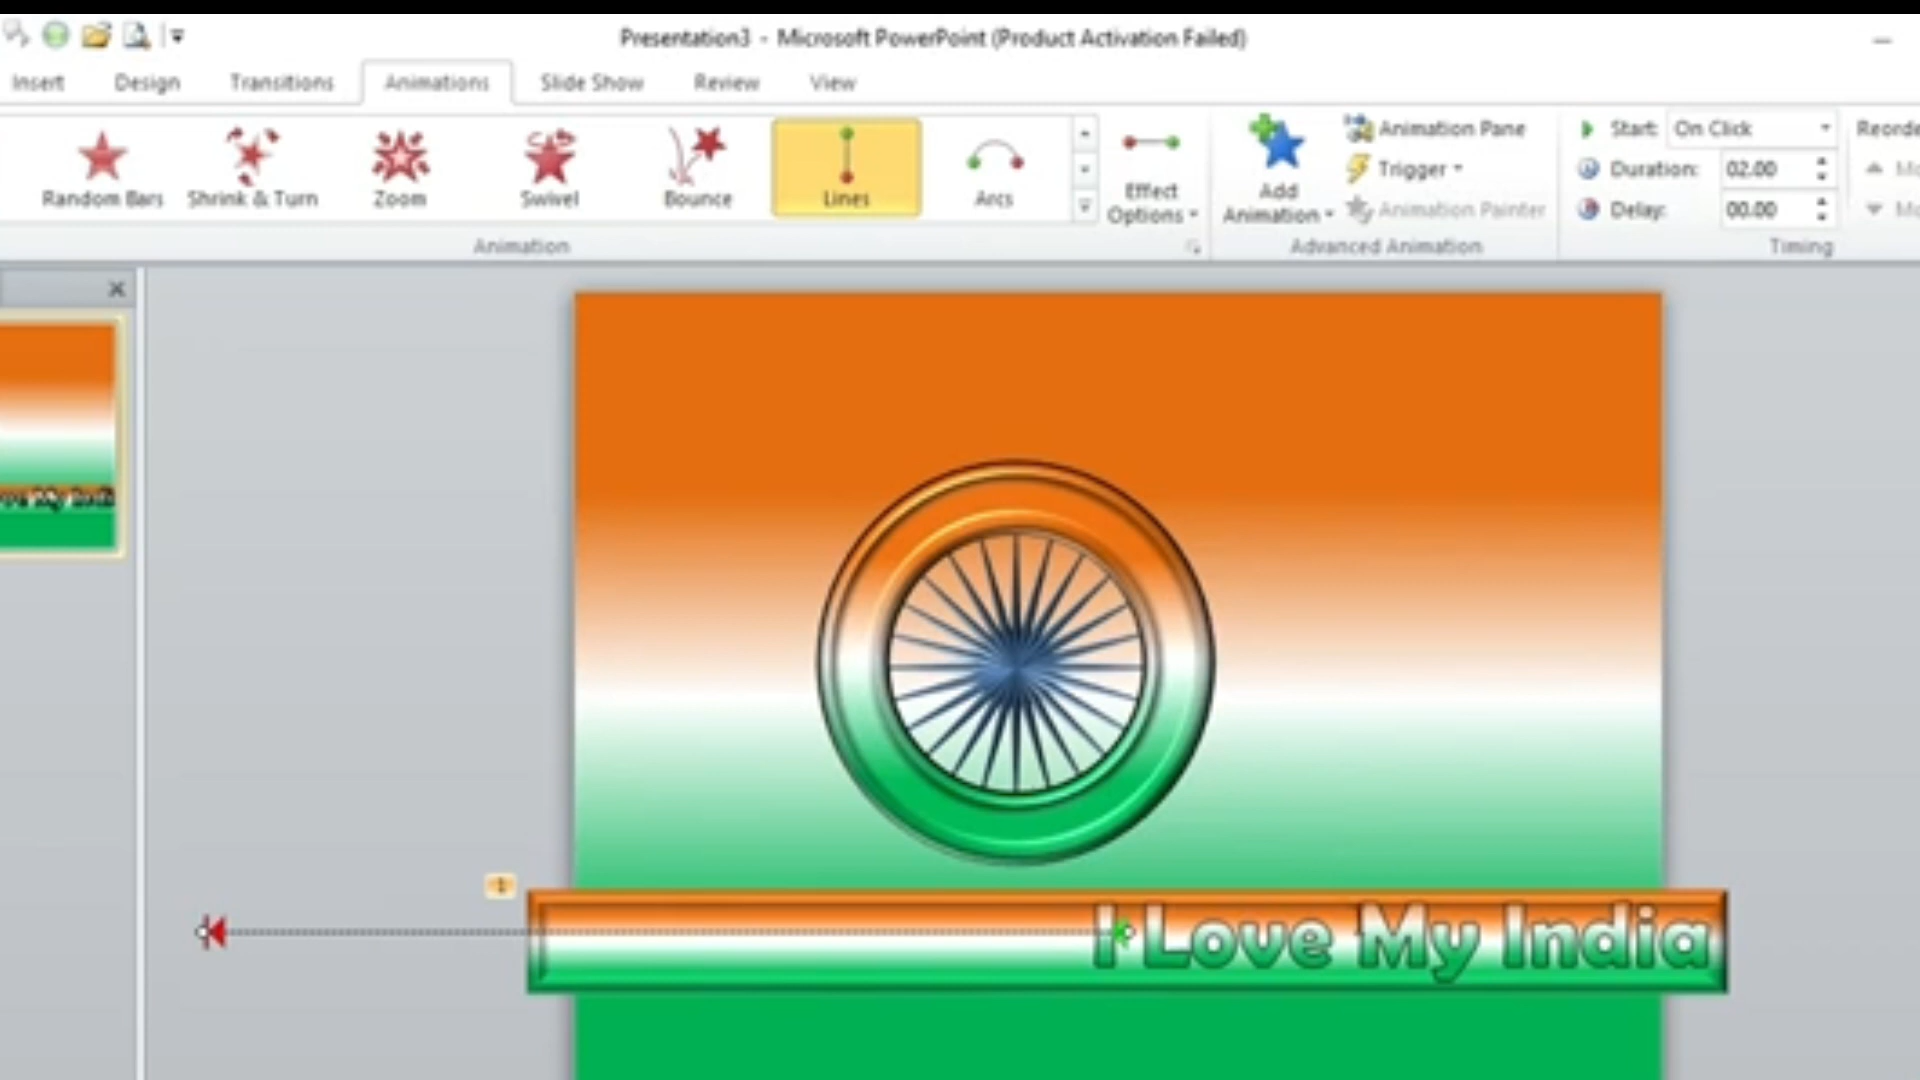 Presentation3 - Microsoft PowerPoint (Product Activation Failed)
Insert Design Transitions Animations Slide Show Review View
Random Bars Shrink & Turn Zoom Swivel Bounce Lines Arcs
Effect Options
Add Animation
Animation Pane
Trigger
Animation Painter
Start: On Click
Duration: 02.00
Delay: 00.00
Animation Advanced Animation Timing
1
I Love My India